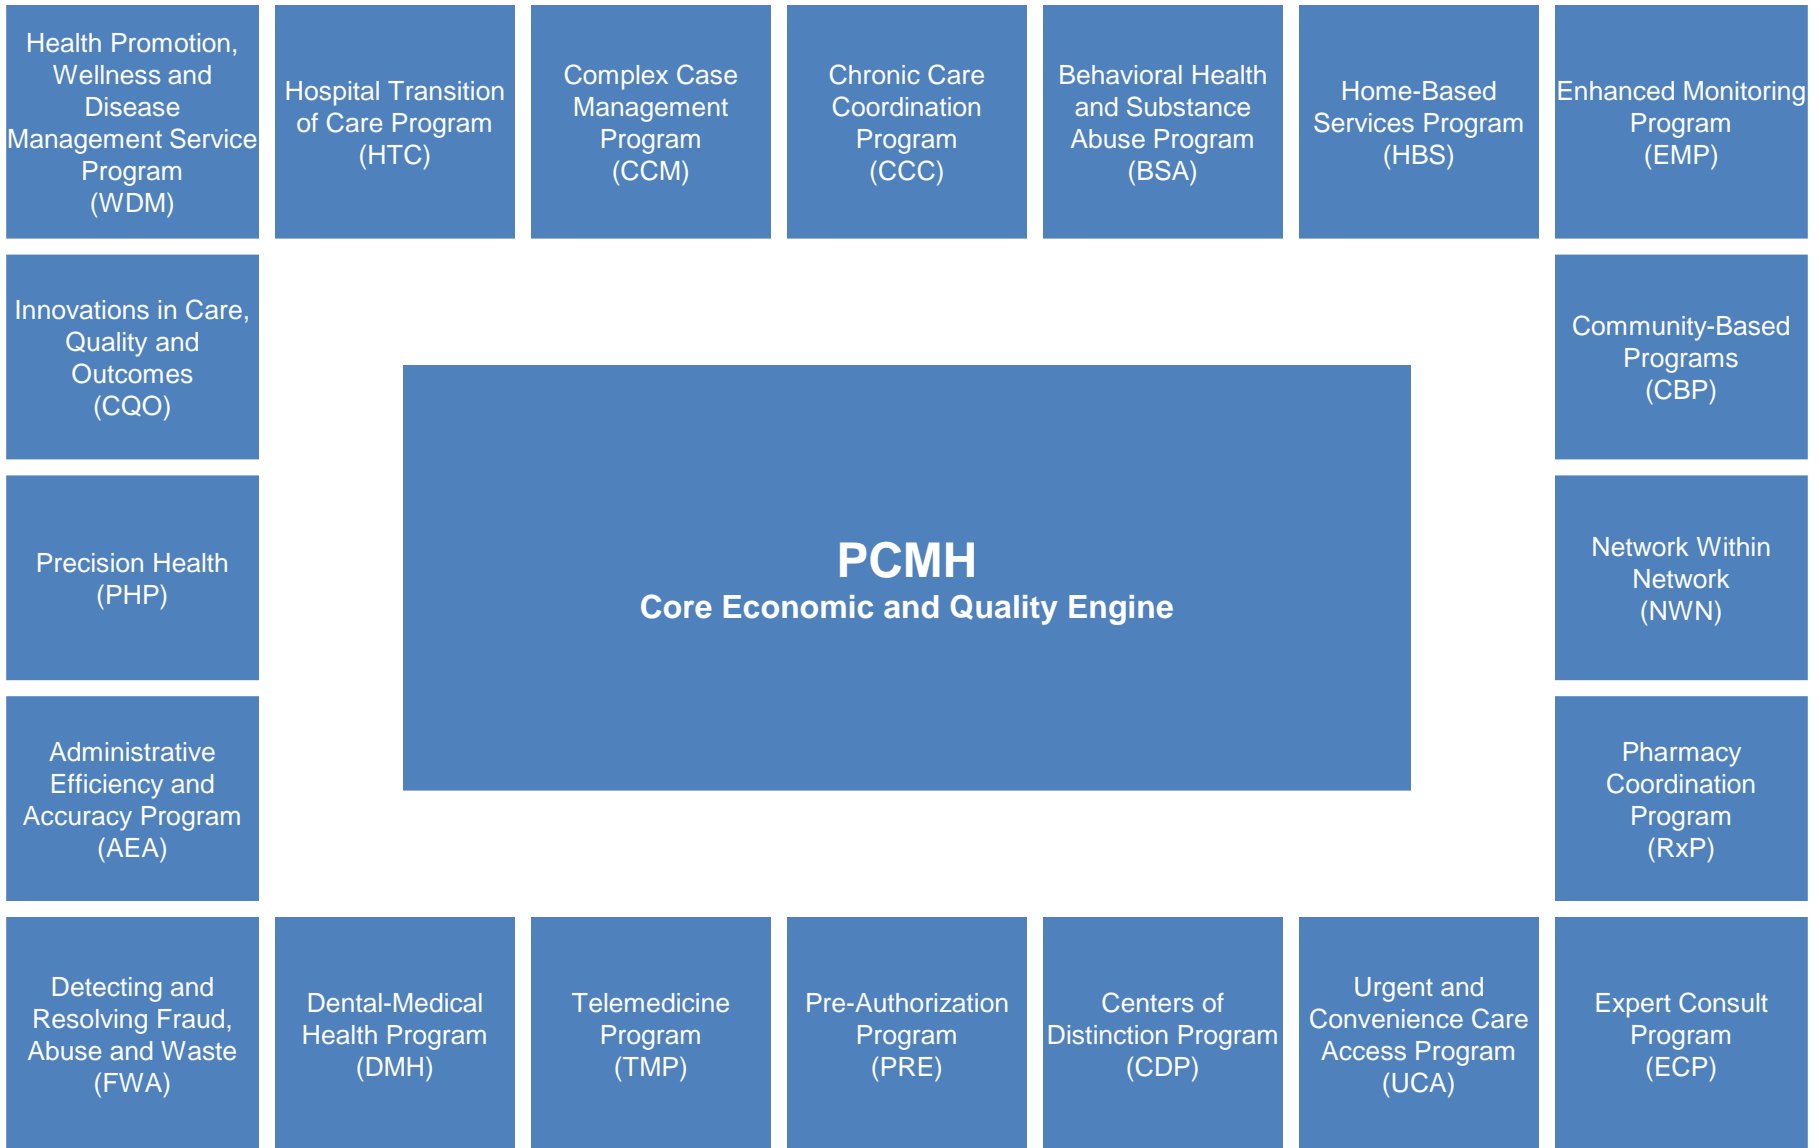 Health Promotion,
Wellness and
Disease
Management Service
Program
(WDM)
Hospital Transition
of Care Program
(HTC)
Complex Case
Management
Program
(CCM)
Chronic Care
Coordination
Program
(CCC)
Behavioral Health
and Substance
Abuse Program
(BSA)
Home-Based
Services Program
(HBS)
Enhanced Monitoring
Program
(EMP)
Innovations in Care,
Quality and
Outcomes
(CQO)
Community-Based
Programs
(CBP)
PCMH
Core Economic and Quality Engine
Precision Health
(PHP)
Network Within
Network
(NWN)
Administrative
Efficiency and
Accuracy Program
(AEA)
Pharmacy
Coordination
Program
(RxP)
Detecting and
Resolving Fraud,
Abuse and Waste
(FWA)
Dental-Medical
Health Program
(DMH)
Telemedicine
Program
(TMP)
Pre-Authorization
Program
(PRE)
Centers of
Distinction Program
(CDP)
Urgent and
Convenience Care
Access Program
(UCA)
Expert Consult
Program
(ECP)